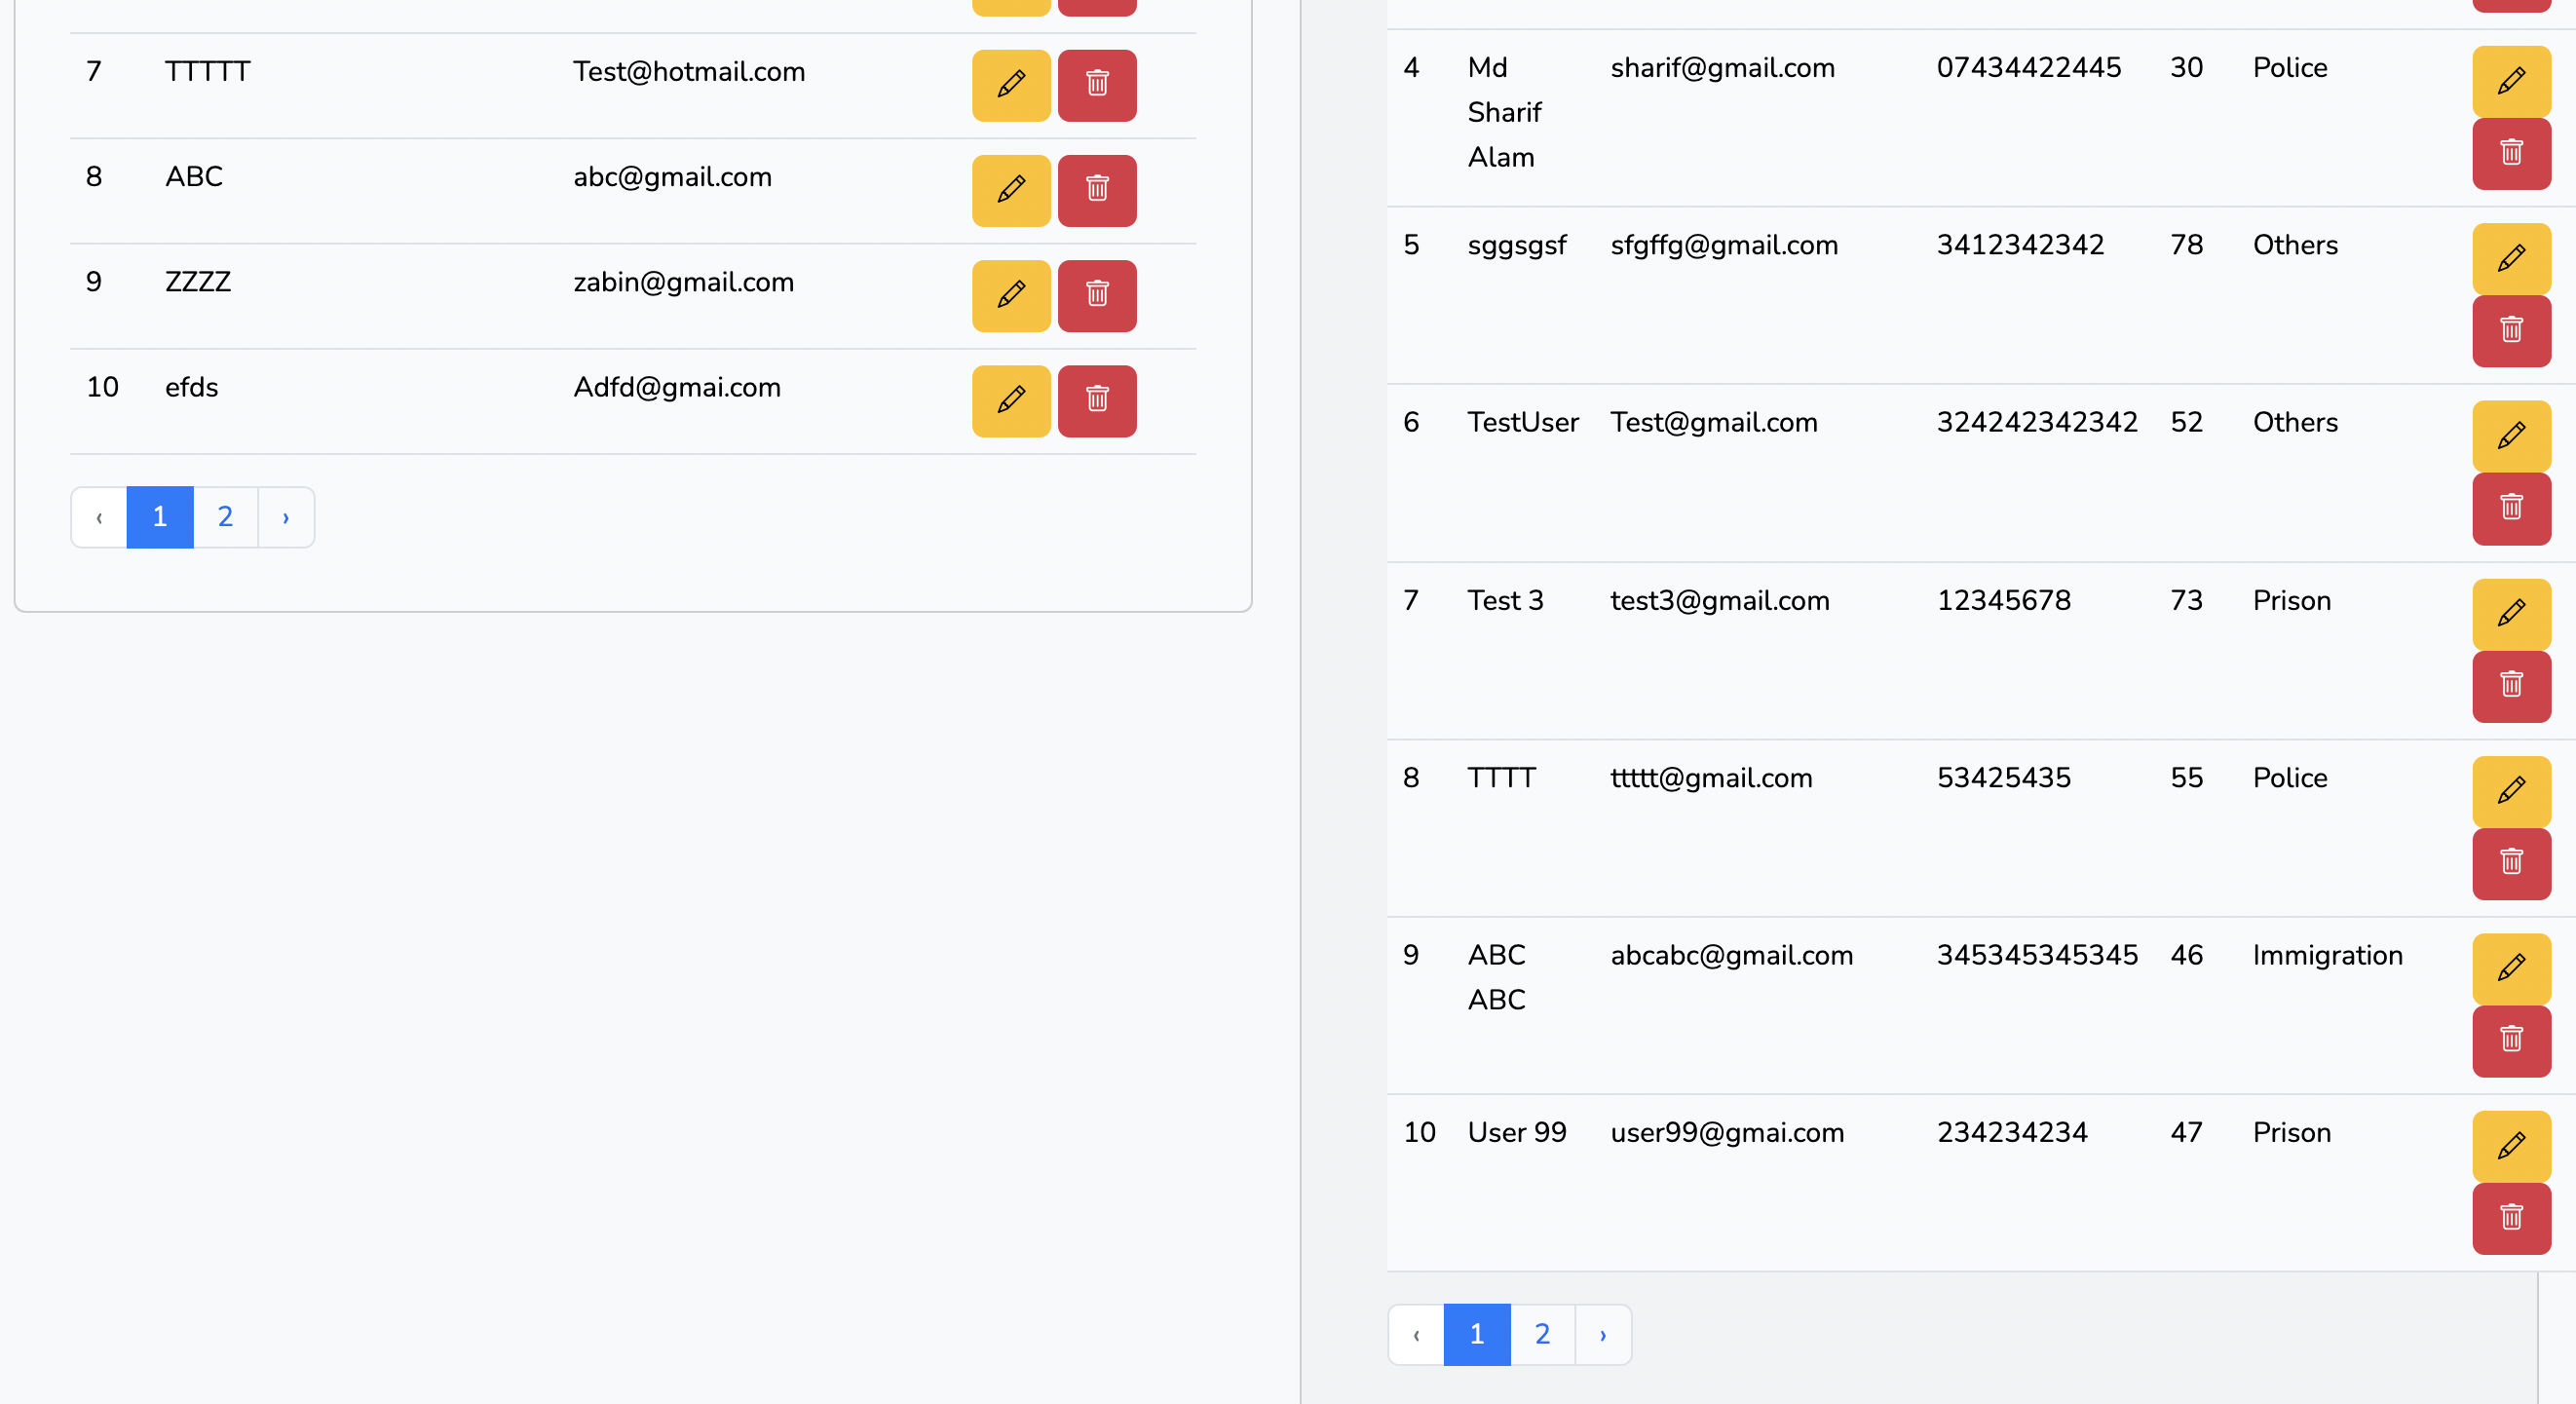 7 TTTTT Test@hotmail.com
8 ABC abc@gmail.com
9 ZZZZ zabin@gmail.com
10 efds Adfd@gmai.com
‹ 1 2 ›
4 Md Sharif Alam sharif@gmail.com 07434422445 30 Police
5 sggsgsf sfgffg@gmail.com 3412342342 78 Others
6 TestUser Test@gmail.com 324242342342 52 Others
7 Test 3 test3@gmail.com 12345678 73 Prison
8 TTTT ttttt@gmail.com 53425435 55 Police
9 ABC ABC abcabc@gmail.com 345345345345 46 Immigration
10 User 99 user99@gmai.com 234234234 47 Prison
‹ 1 2 ›